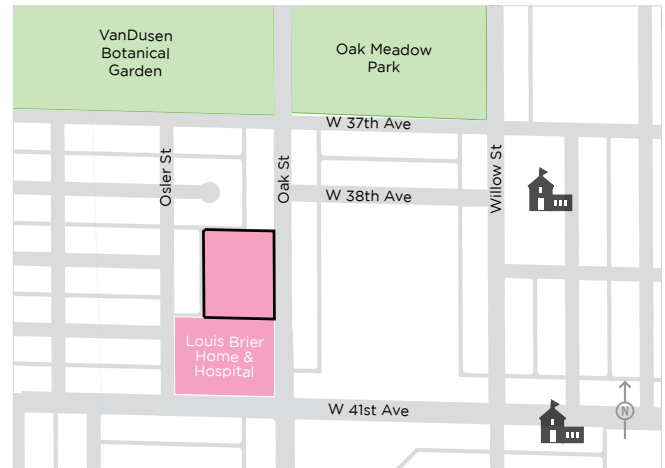 VanDusen
Botanical
Garden
Oak Meadow
Park
W 37th Ave
Osler St
Oak St
Willow St
W 38th Ave
Louis Brier
Home &
Hospital
W 41st Ave
N